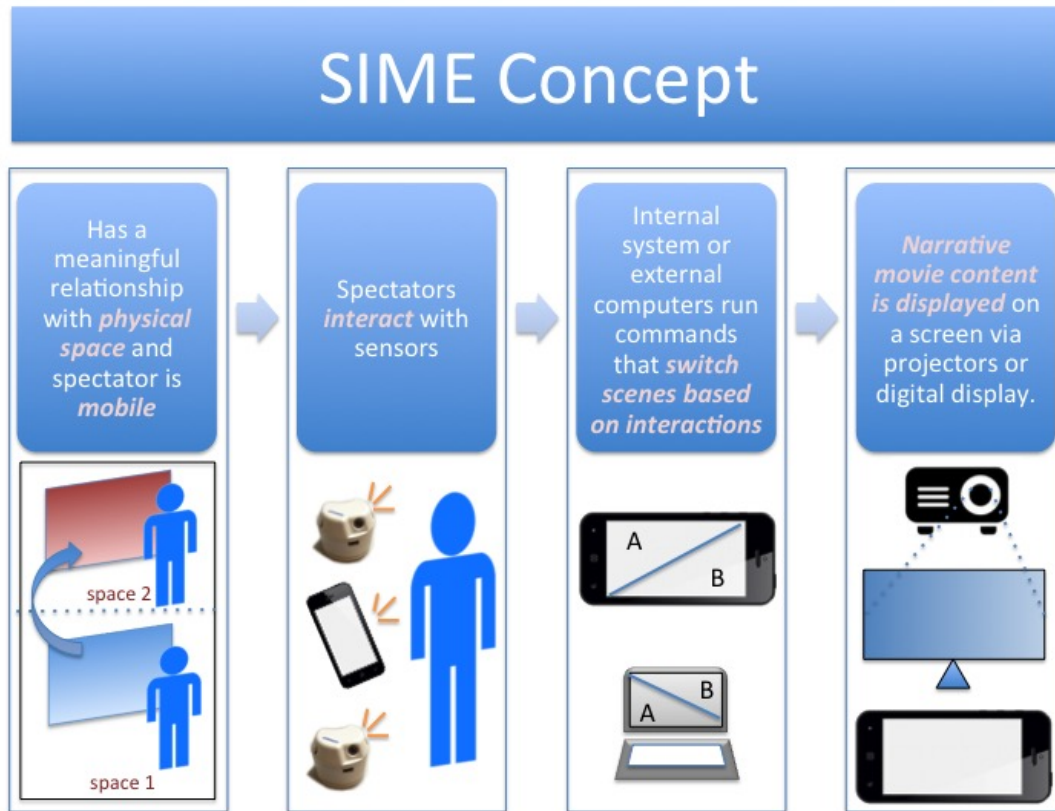 SIME Concept
Has a
meaningful
relationship
with physical
space and
spectator is
mobile
Spectators
interact with
sensors
Internal
system or
external
computers run
commands
that switch
scenes based
on interactions
Narrative
movie content
is displayed on
a screen via
projectors or
digital display.
space 2
space 1
A
B
B
A